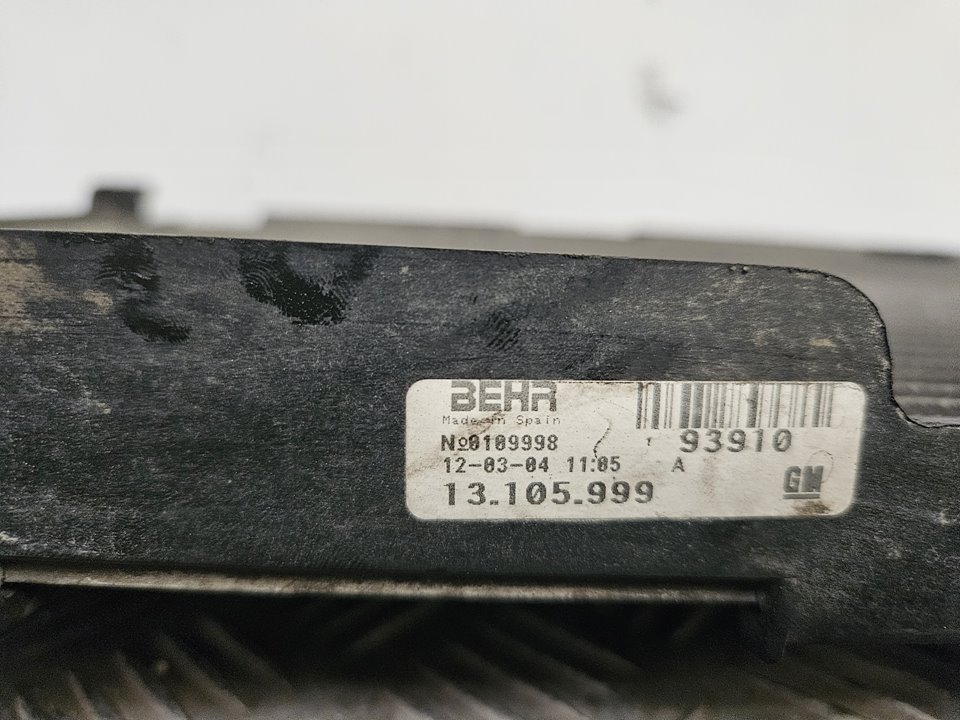 BEHR
Made in Spain
93910
Nº0109998
12-03-04 11:05 A
13.105.999
GM